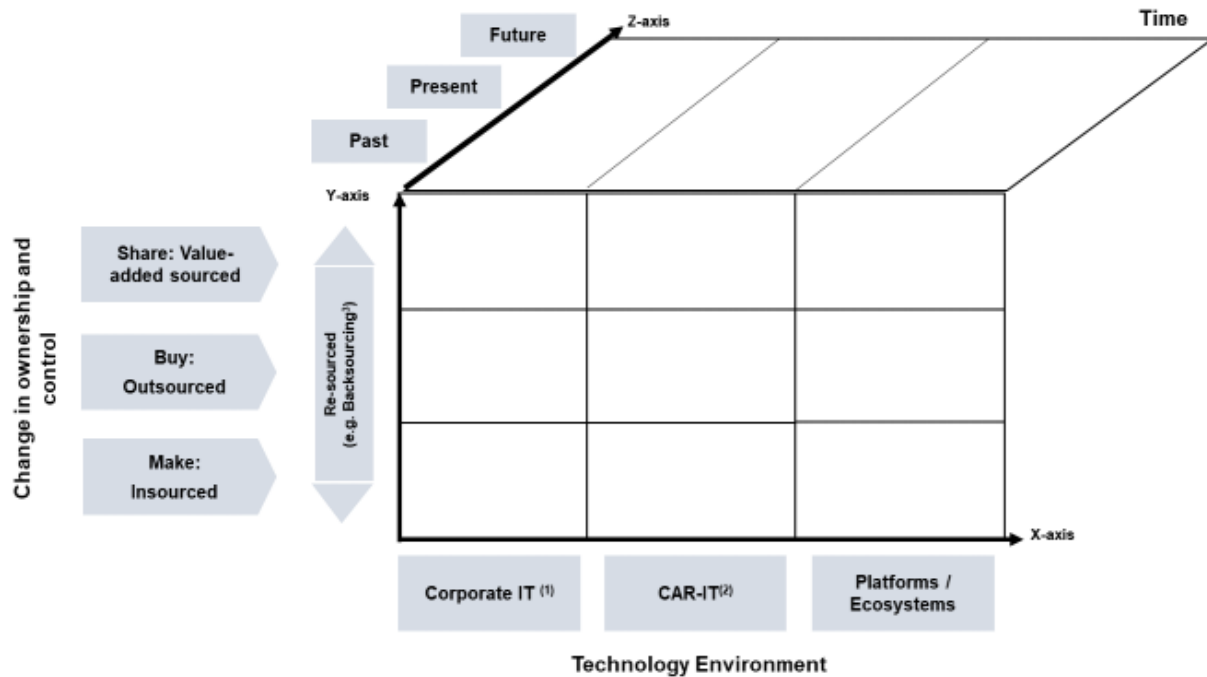 Z-axis
Time
Future
Present
Past
Y-axis
Change in ownership and
control
Share: Value-
added sourced
Buy:
Outsourced
Make:
Insourced
Re-sourced
(e.g. Backsourcing³)
X-axis
Corporate IT (1)
CAR-IT(2)
Platforms /
Ecosystems
Technology Environment